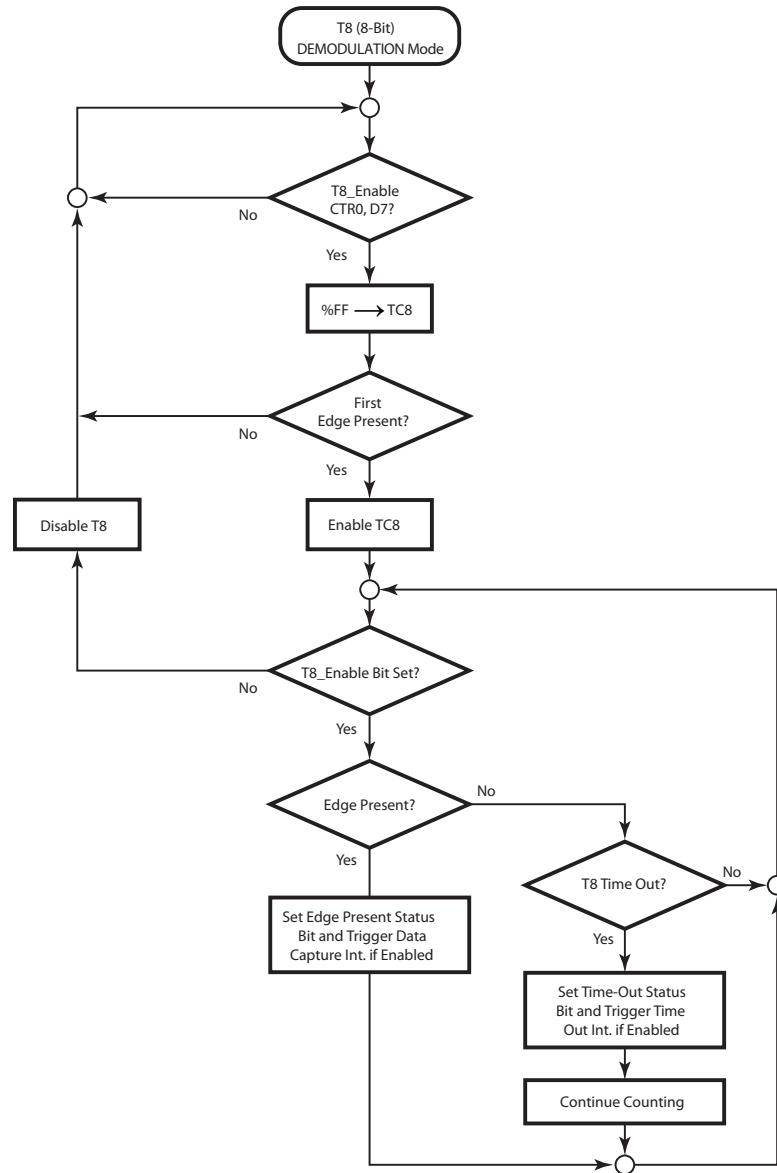 T8 (8-Bit)
DEMODULATION Mode
T8_Enable
CTR0, D7?
No
Yes
%FF → TC8
First
Edge Present?
No
Yes
Disable T8
Enable TC8
T8_Enable Bit Set?
No
Yes
Edge Present?
No
Yes
T8 Time Out?
No
Yes
Set Edge Present Status
Bit and Trigger Data
Capture Int. if Enabled
Set Time-Out Status
Bit and Trigger Time
Out Int. if Enabled
Continue Counting